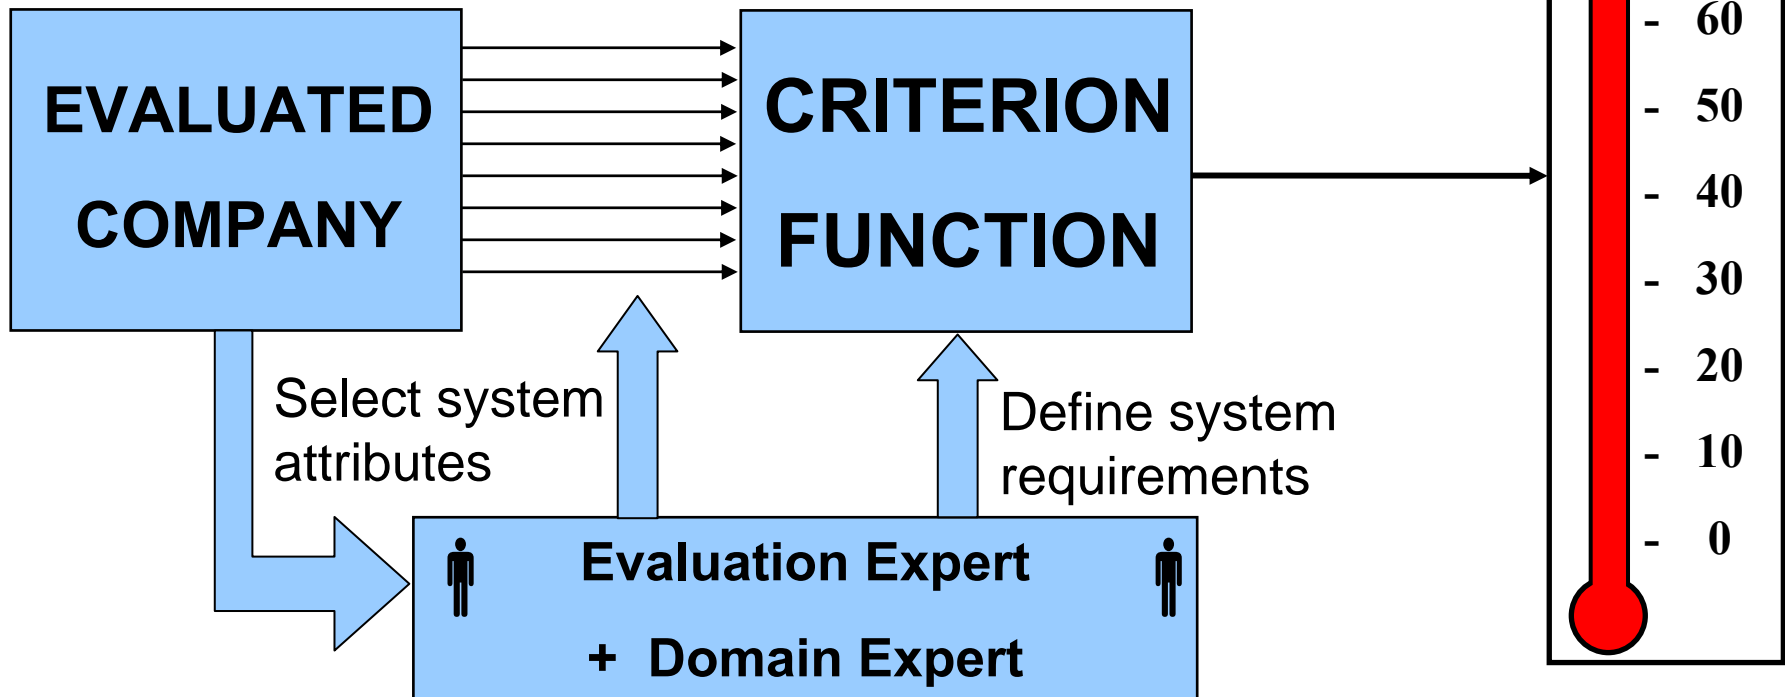 EVALUATED
COMPANY
CRITERION
FUNCTION
Select system
attributes
Define system
requirements
Evaluation Expert
+ Domain Expert
- 60
- 50
- 40
- 30
- 20
- 10
- 0